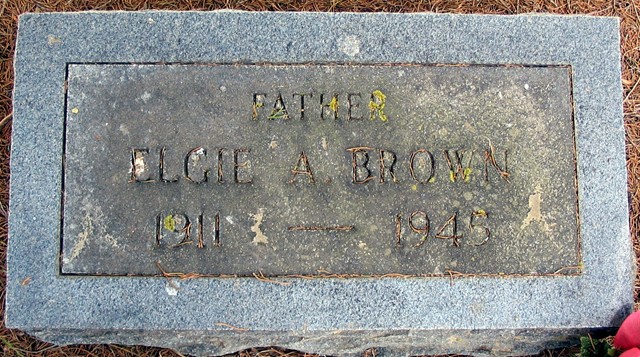 FATHER
ELGIE A. BROWN
1911 — 1945